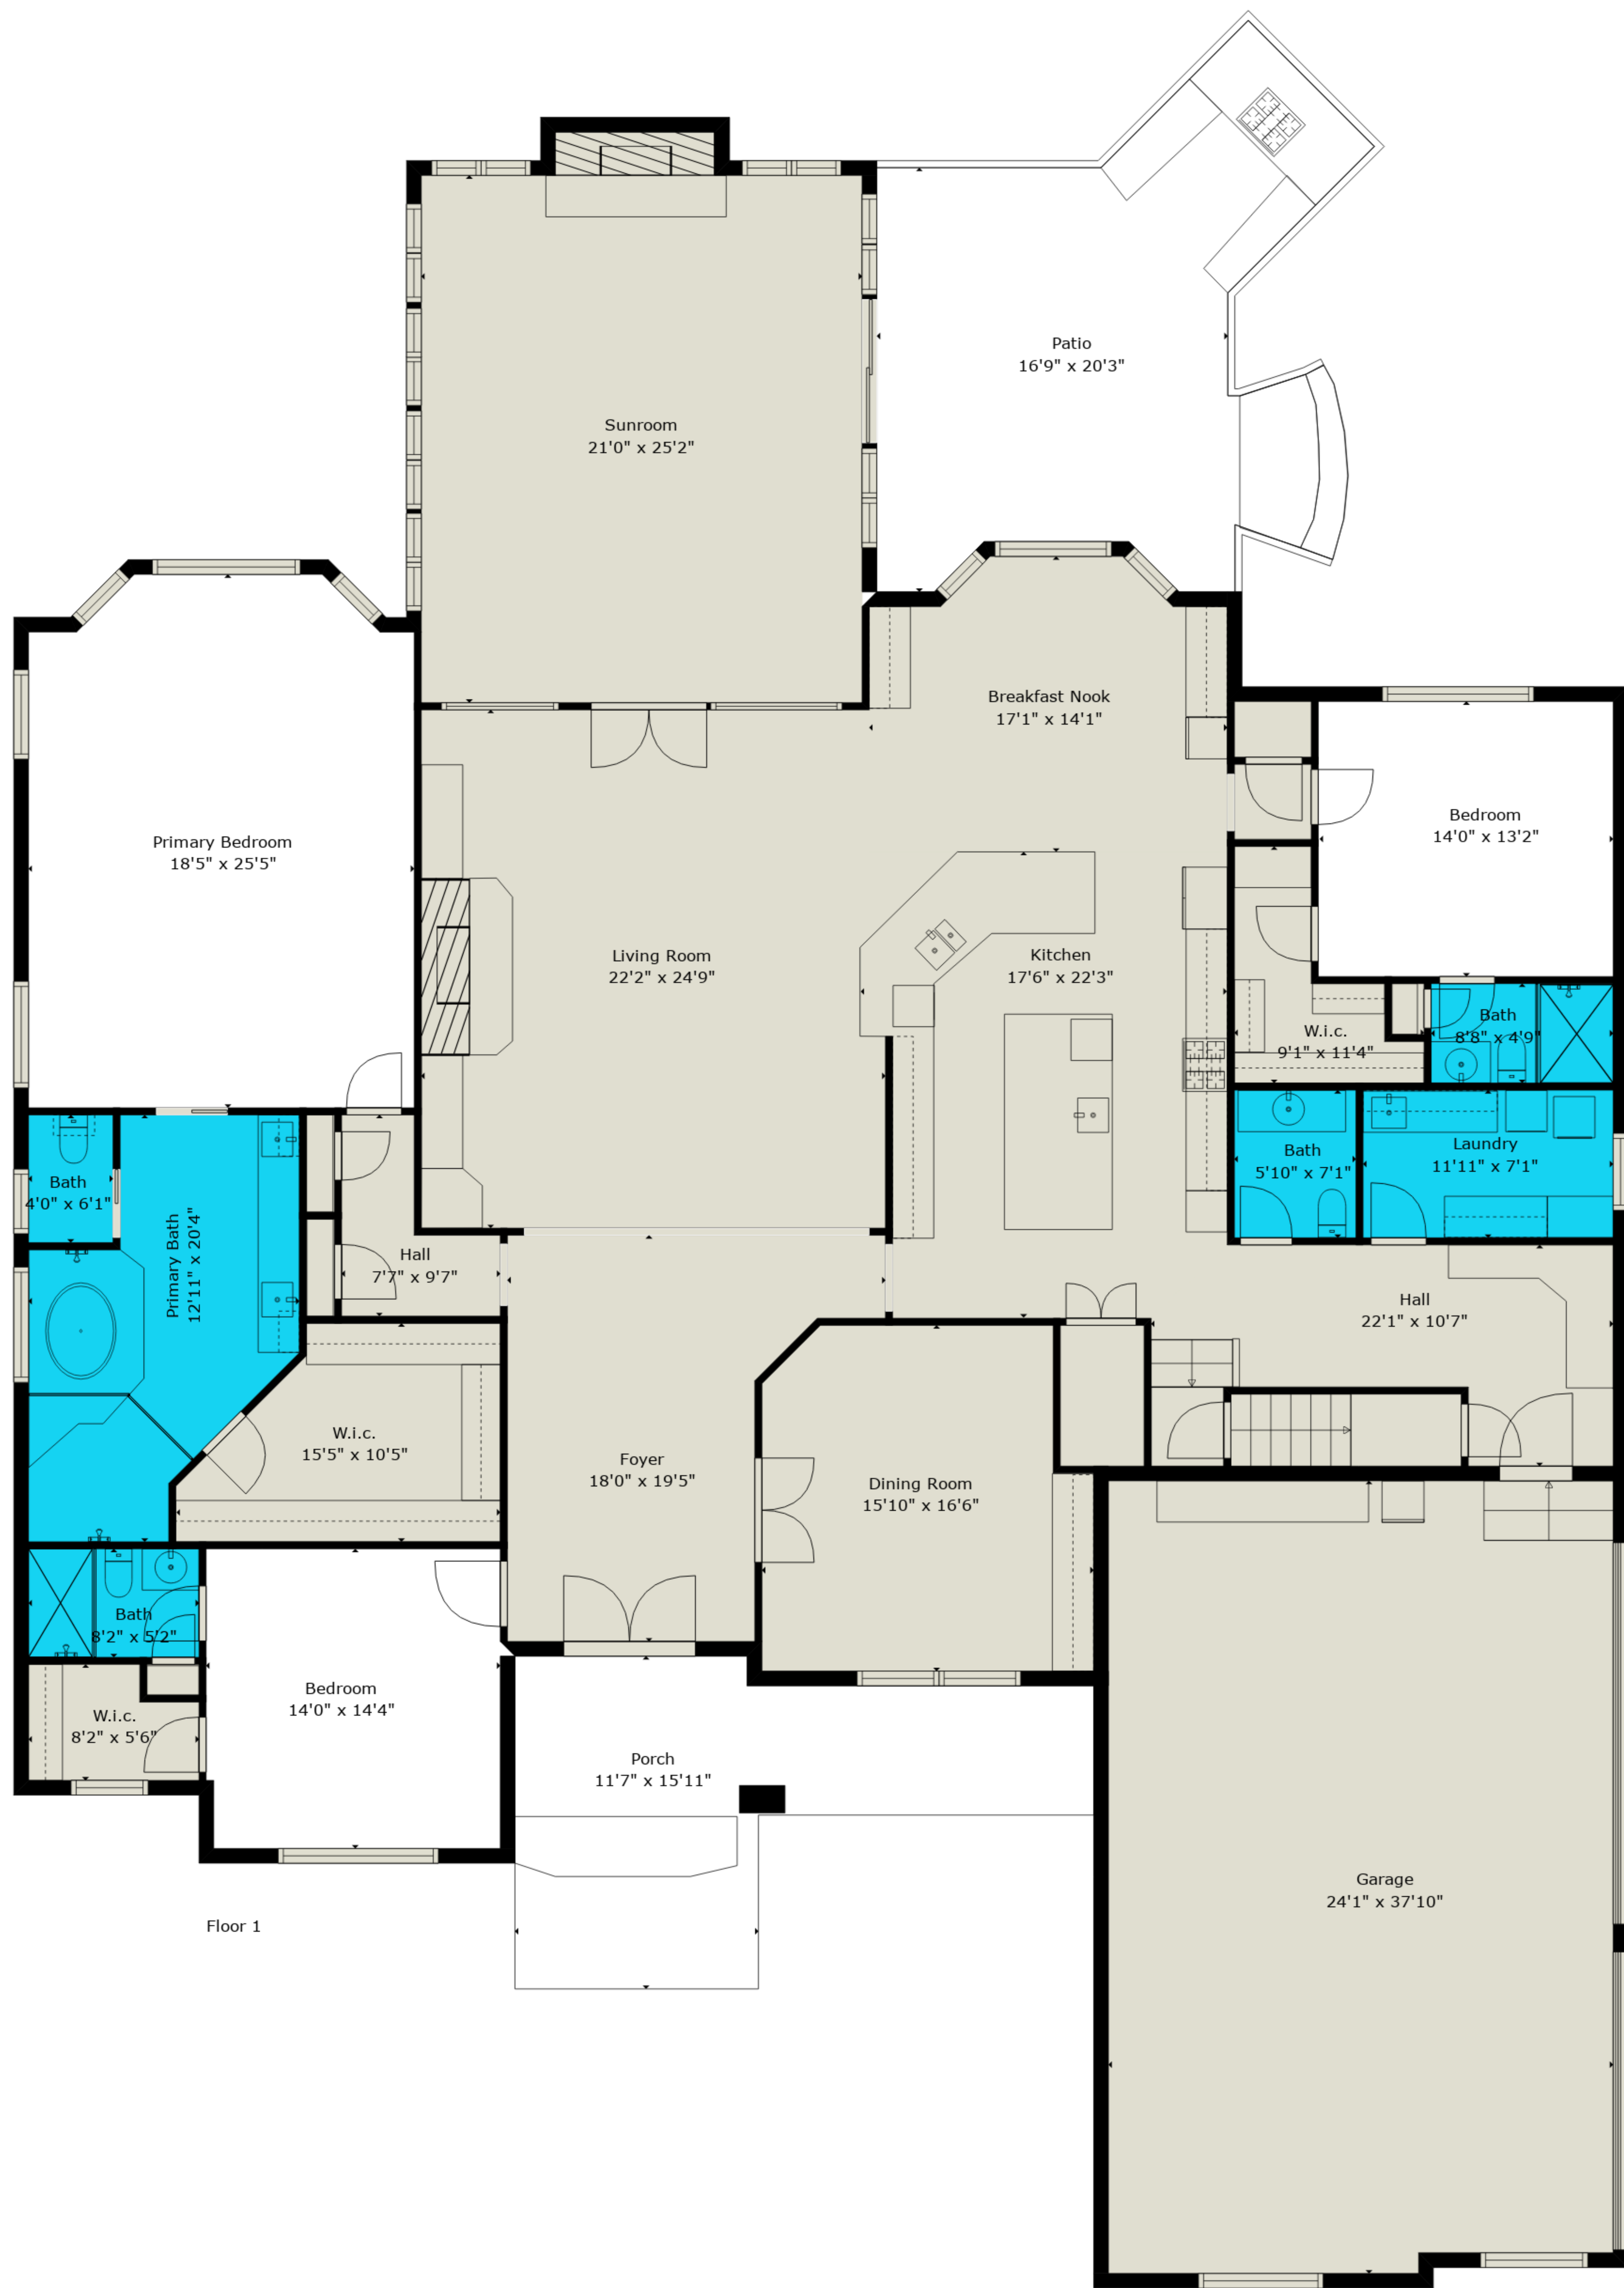 Patio
16'9" x 20'3"
Sunroom
21'0" x 25'2"
Breakfast Nook
17'1" x 14'1"
Bedroom
14'0" x 13'2"
Primary Bedroom
18'5" x 25'5"
Living Room
22'2" x 24'9"
Kitchen
17'6" x 22'3"
W.i.c.
9'1" x 11'4"
Bath
8'8" x 4'9"
Bath
5'10" x 7'1"
Laundry
11'11" x 7'1"
Bath
4'0" x 6'1"
Primary Bath
12'11" x 20'4"
Hall
7'7" x 9'7"
Hall
22'1" x 10'7"
W.i.c.
15'5" x 10'5"
Foyer
18'0" x 19'5"
Dining Room
15'10" x 16'6"
Bath
8'2" x 5'2"
Bedroom
14'0" x 14'4"
W.i.c.
8'2" x 5'6"
Porch
11'7" x 15'11"
Garage
24'1" x 37'10"
Floor 1